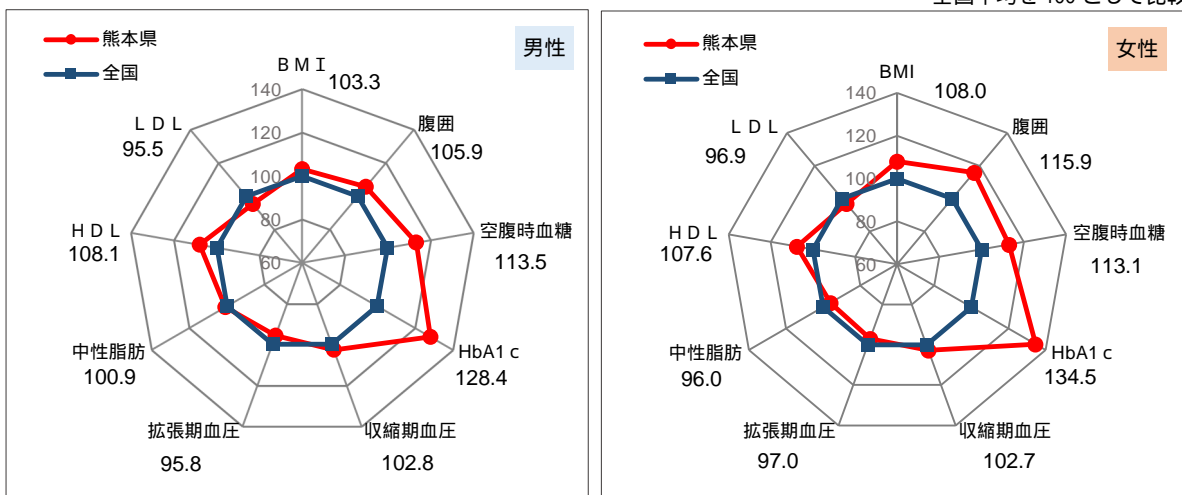 全国平均を 100 として比較
熊本県
全国
男性
ＢＭＩ
103.3
腹囲
105.9
空腹時血糖
113.5
HbA1ｃ
128.4
収縮期血圧
102.8
拡張期血圧
95.8
中性脂肪
100.9
ＨＤＬ
108.1
ＬＤＬ
95.5
140
120
100
80
60
熊本県
全国
女性
BMI
108.0
腹囲
115.9
空腹時血糖
113.1
HbA1ｃ
134.5
収縮期血圧
102.7
拡張期血圧
97.0
中性脂肪
96.0
ＨＤＬ
107.6
ＬＤＬ
96.9
140
120
100
80
60